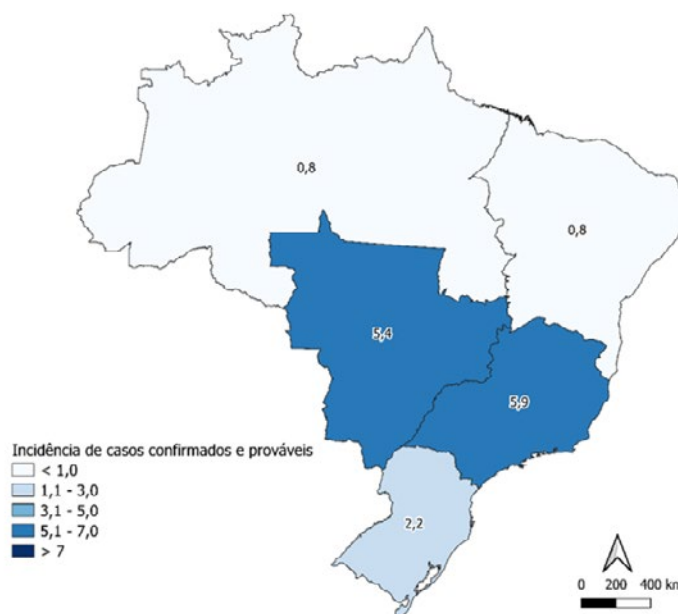 0,8
0,8
5,4
5,9
Incidência de casos confirmados e prováveis
< 1,0
1,1 - 3,0
3,1 - 5,0
5,1 - 7,0
> 7
2,2
0 200 400 km